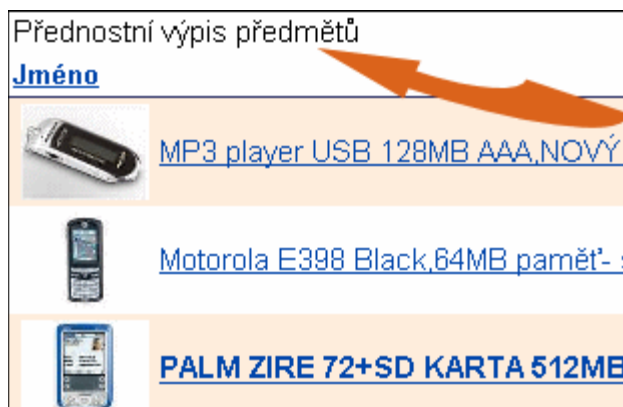 Přednostní výpis předmětů
Jméno
MP3 player USB 128MB AAA,NOVÝ
Motorola E398 Black,64MB paměť-
PALM ZIRE 72+SD KARTA 512MB